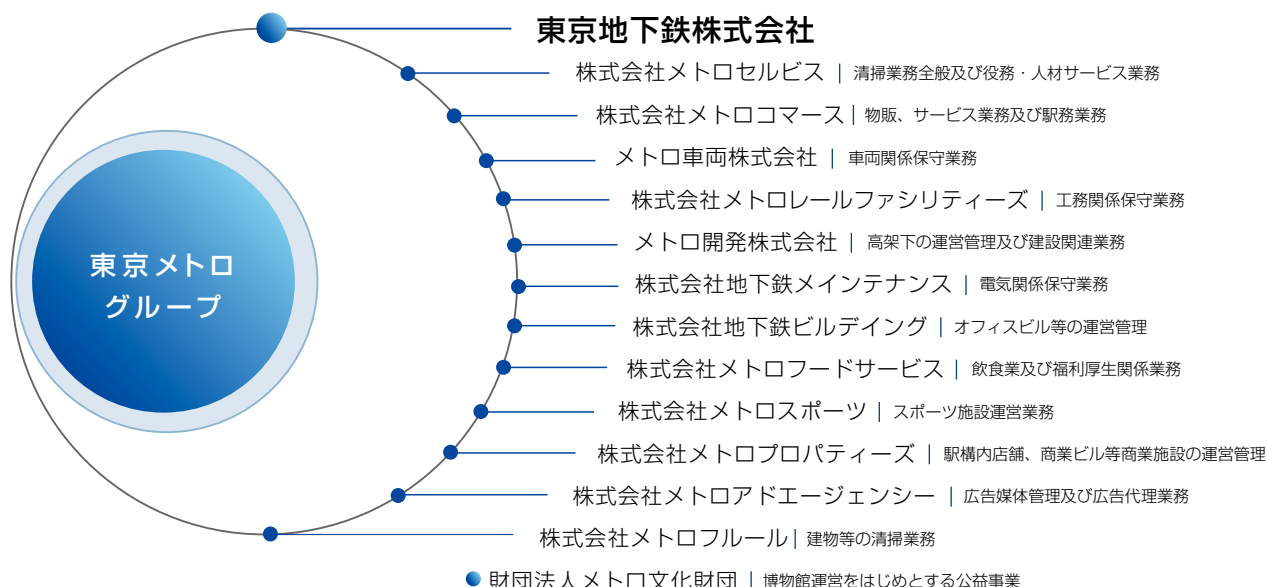 東京地下鉄株式会社
株式会社メトロセルビス | 清掃業務全般及び役務・人材サービス業務
株式会社メトロコマース | 物販、サービス業務及び駅務業務
メトロ車両株式会社 | 車両関係保守業務
株式会社メトロレールファシリティーズ | 工務関係保守業務
メトロ開発株式会社 | 高架下の運営管理及び建設関連業務
東京メトロ
グループ
株式会社地下鉄メインテナンス | 電気関係保守業務
株式会社地下鉄ビルデイング | オフィスビル等の運営管理
株式会社メトロフードサービス | 飲食業及び福利厚生関係業務
株式会社メトロスポーツ | スポーツ施設運営業務
株式会社メトロプロパティーズ | 駅構内店舗、商業ビル等商業施設の運営管理
株式会社メトロアドエージェンシー | 広告媒体管理及び広告代理業務
株式会社メトロフルール | 建物等の清掃業務
財団法人メトロ文化財団 | 博物館運営をはじめとする公益事業